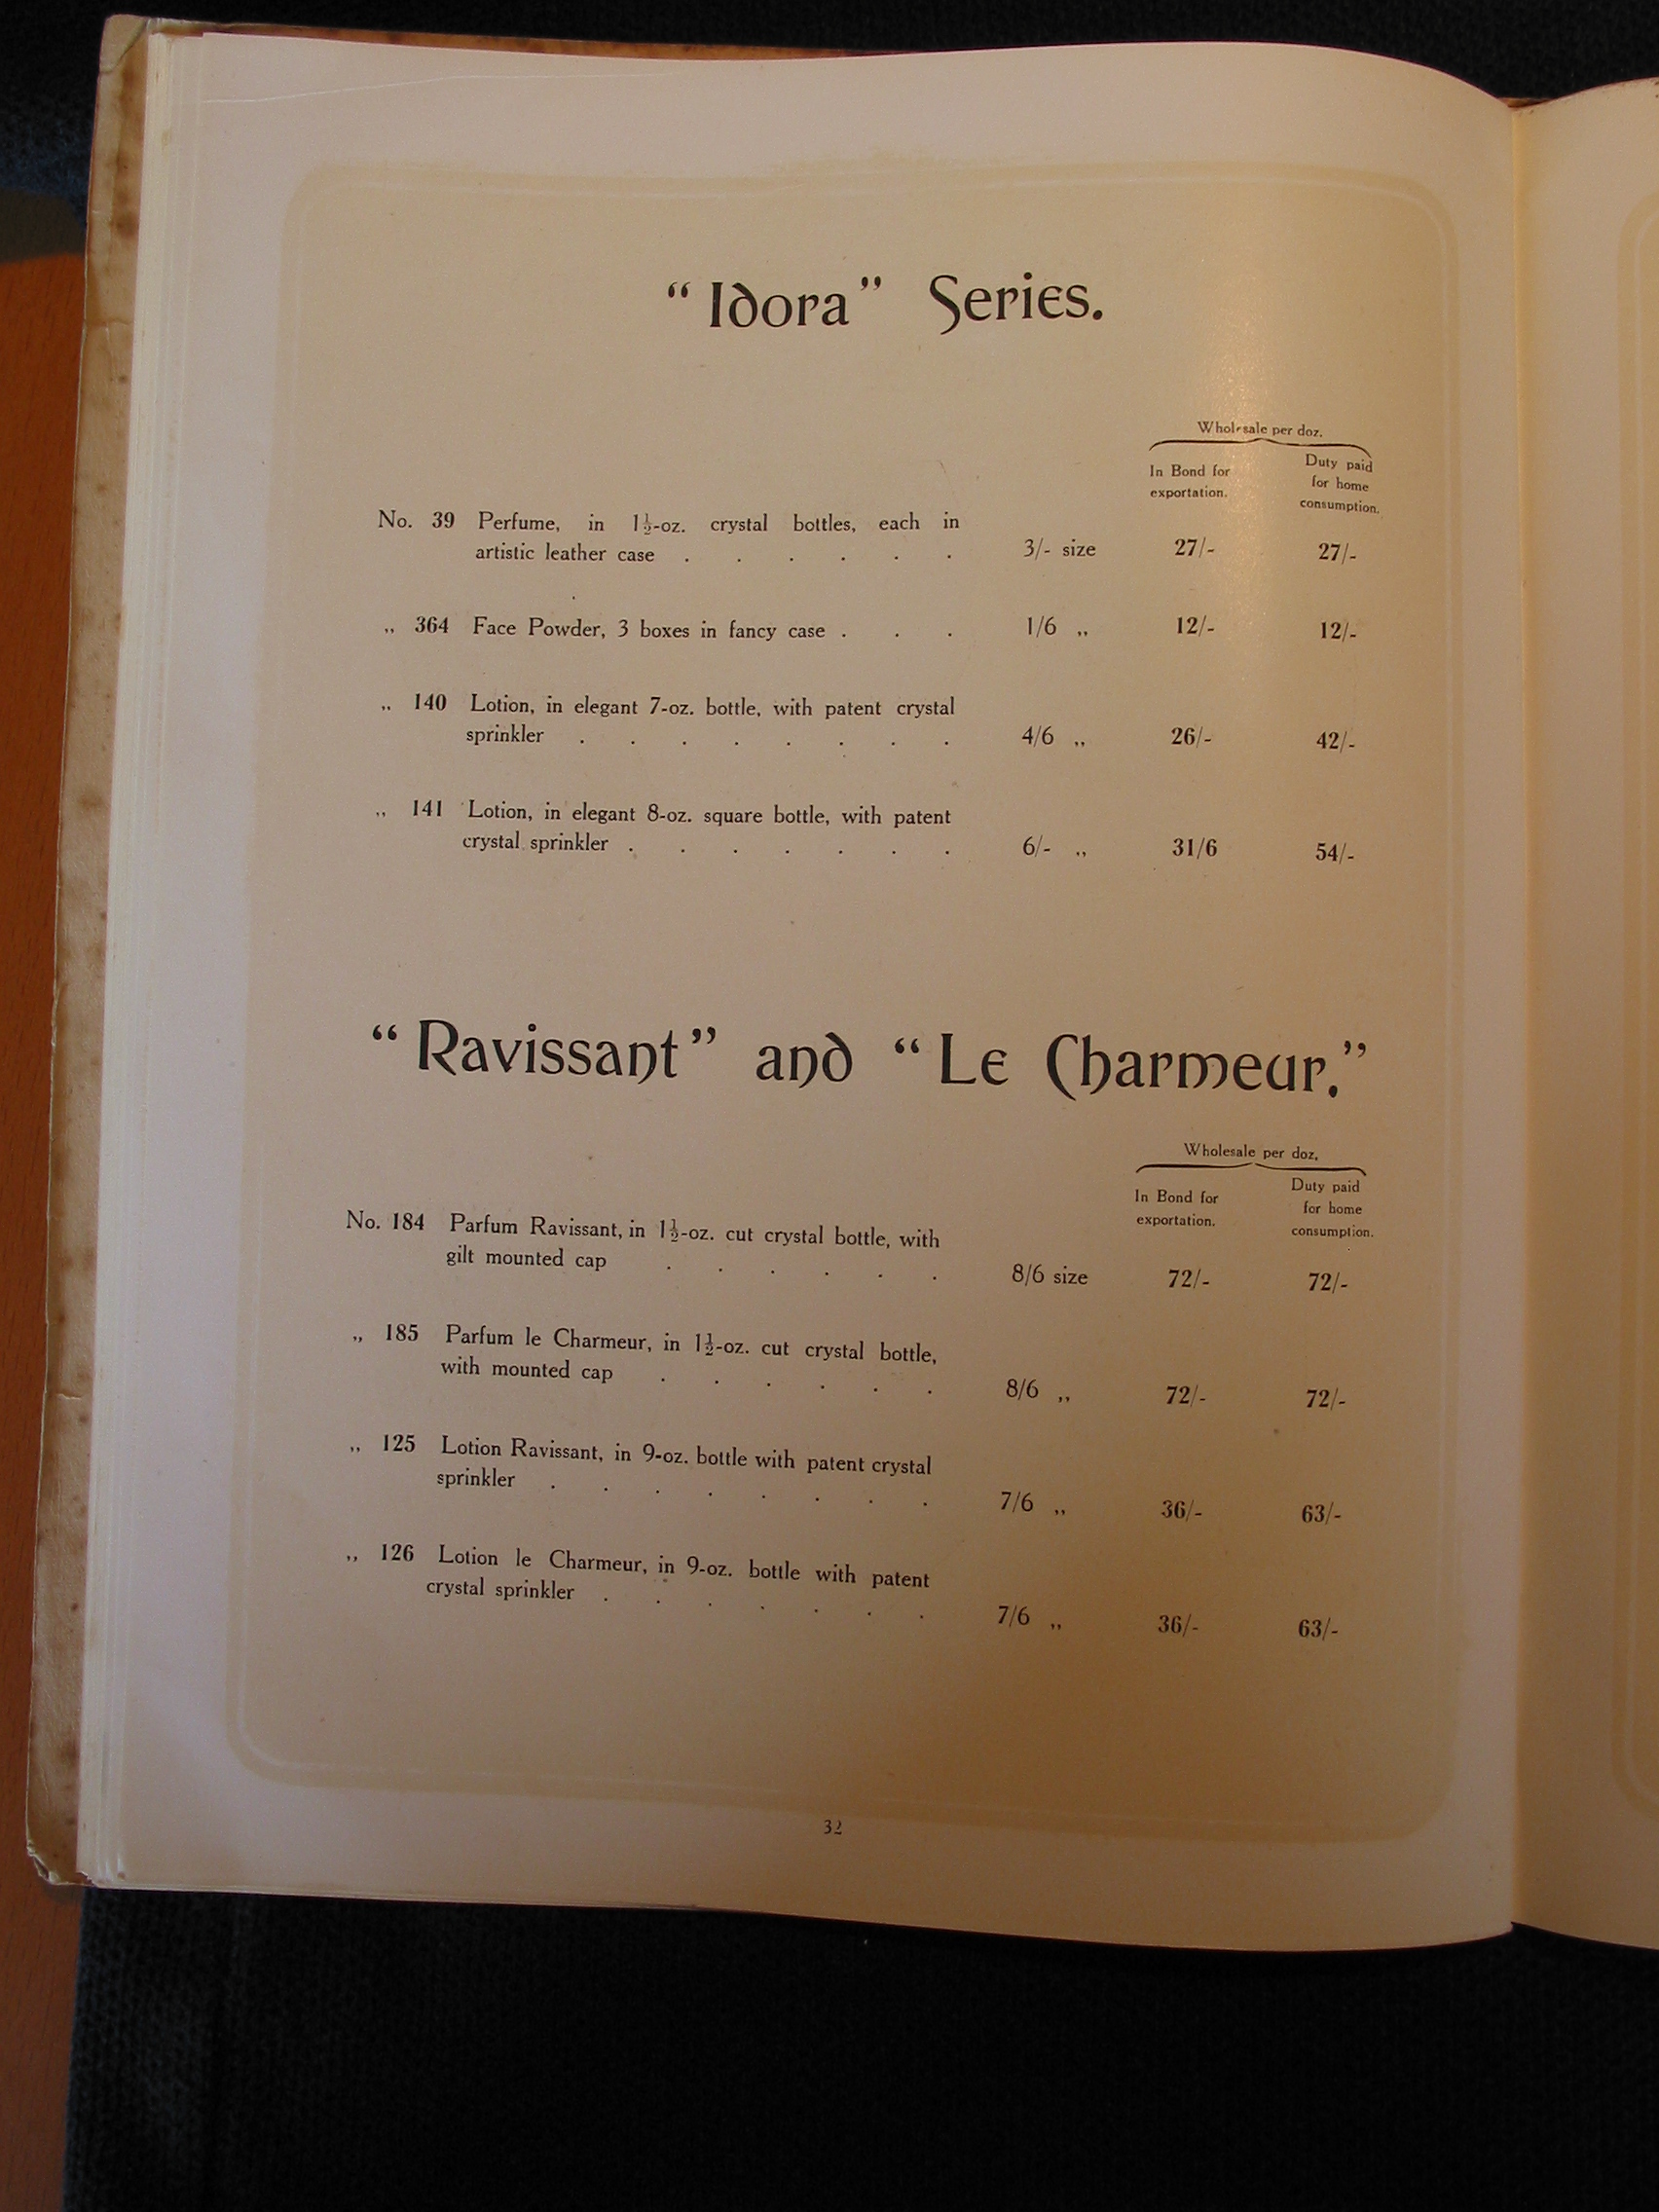 “Idora” Series.
Wholesale per doz.
In Bond for exportation.
Duty paid for home consumption.
No. 39 Perfume, in 1½-oz. crystal bottles, each in
artistic leather case . . . . . . 3/- size 27/- 27/-
„ 364 Face Powder, 3 boxes in fancy case . . . 1/6 „ 12/- 12/-
„ 140 Lotion, in elegant 7-oz. bottle, with patent crystal
sprinkler . . . . . . . . 4/6 „ 26/- 42/-
„ 141 Lotion, in elegant 8-oz. square bottle, with patent
crystal sprinkler . . . . . . . 6/- „ 31/6 54/-
“Ravissant” and “Le Charmeur.”
Wholesale per doz.
In Bond for exportation.
Duty paid for home consumption.
No. 184 Parfum Ravissant, in 1½-oz. cut crystal bottle, with
gilt mounted cap . . . . . . 8/6 size 72/- 72/-
„ 185 Parfum le Charmeur, in 1½-oz. cut crystal bottle,
with mounted cap . . . . . . 8/6 „ 72/- 72/-
„ 125 Lotion Ravissant, in 9-oz. bottle with patent crystal
sprinkler . . . . . . . . 7/6 „ 36/- 63/-
„ 126 Lotion le Charmeur, in 9-oz. bottle with patent
crystal sprinkler . . . . . . . 7/6 „ 36/- 63/-
32